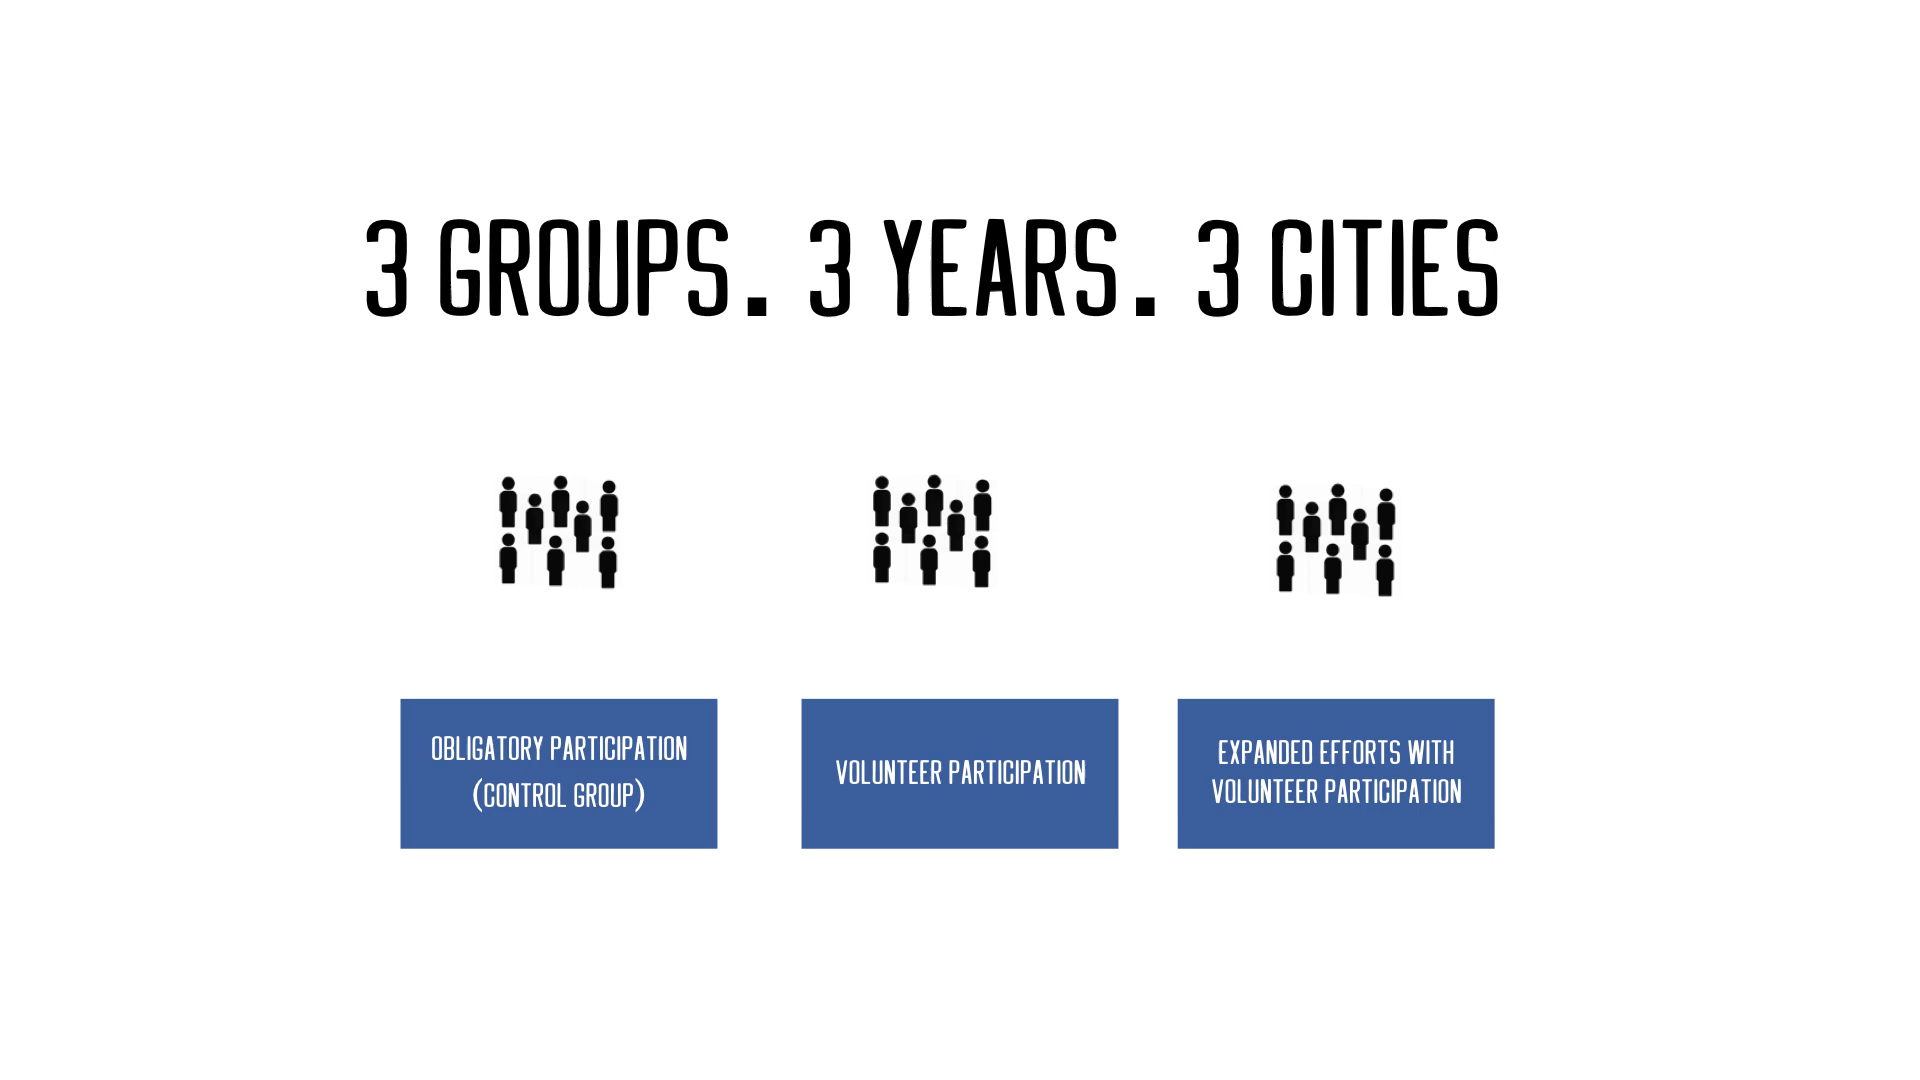 3 GROUPS. 3 YEARS. 3 CITIES
OBLIGATORY PARTICIPATION
(CONTROL GROUP)
VOLUNTEER PARTICIPATION
EXPANDED EFFORTS WITH
VOLUNTEER PARTICIPATION